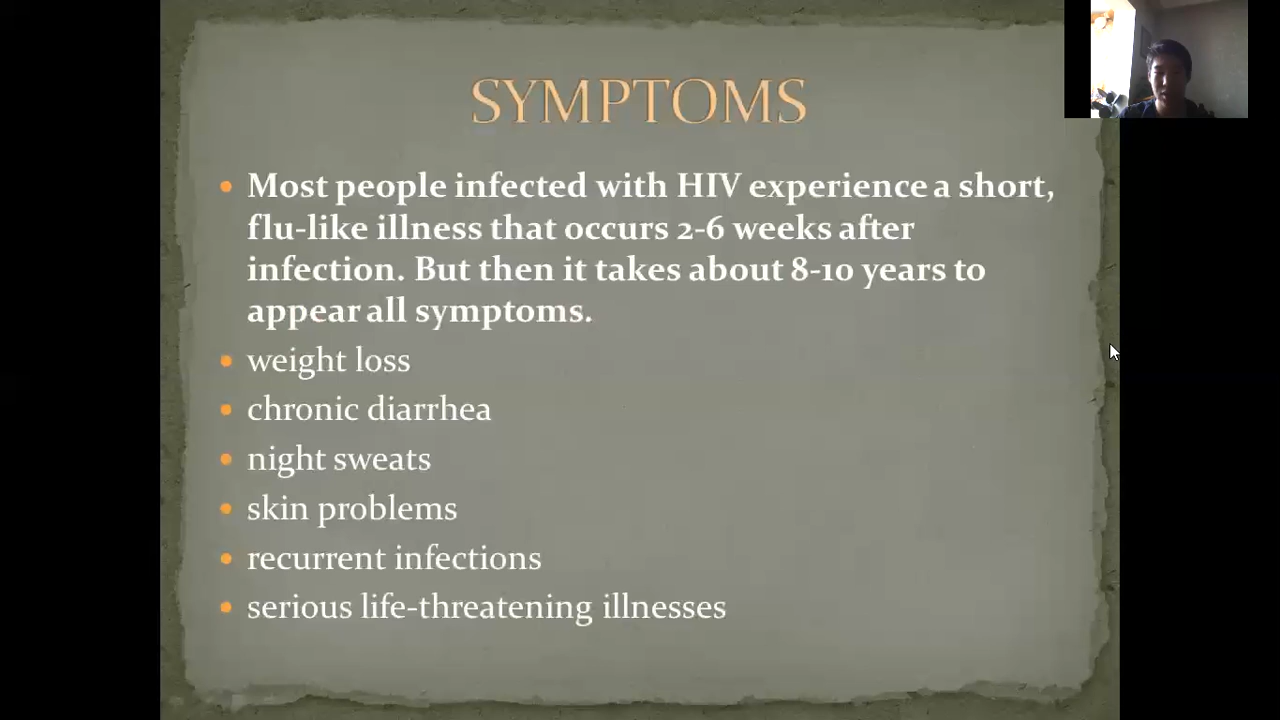 SYMPTOMS
Most people infected with HIV experience a short,
flu-like illness that occurs 2-6 weeks after
infection. But then it takes about 8-10 years to
appear all symptoms.
weight loss
chronic diarrhea
night sweats
skin problems
recurrent infections
serious life-threatening illnesses